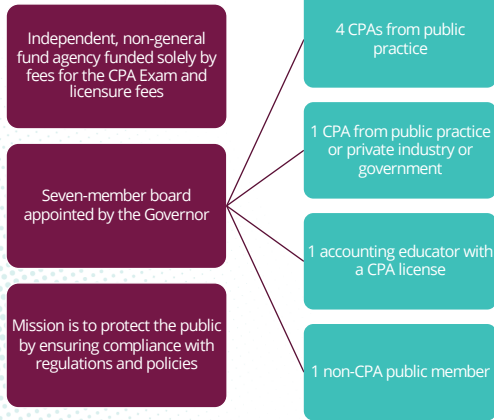 Independent, non-general
fund agency funded solely by
fees for the CPA Exam and
licensure fees
Seven-member board
appointed by the Governor
Mission is to protect the public
by ensuring compliance with
regulations and policies
4 CPAs from public
practice
1 CPA from public practice
or private industry or
government
1 accounting educator with
a CPA license
1 non-CPA public member